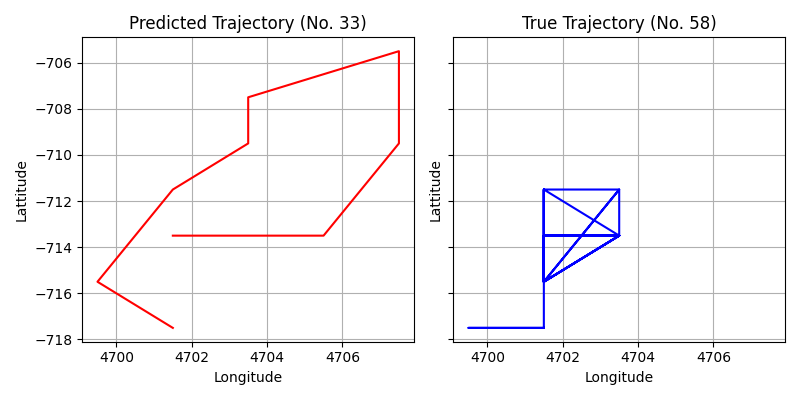 Predicted Trajectory (No. 33)
True Trajectory (No. 58)
−706
−708
−710
−712
−714
−716
−718
Lattitude
Lattitude
4700 4702 4704 4706
4700 4702 4704 4706
Longitude
Longitude